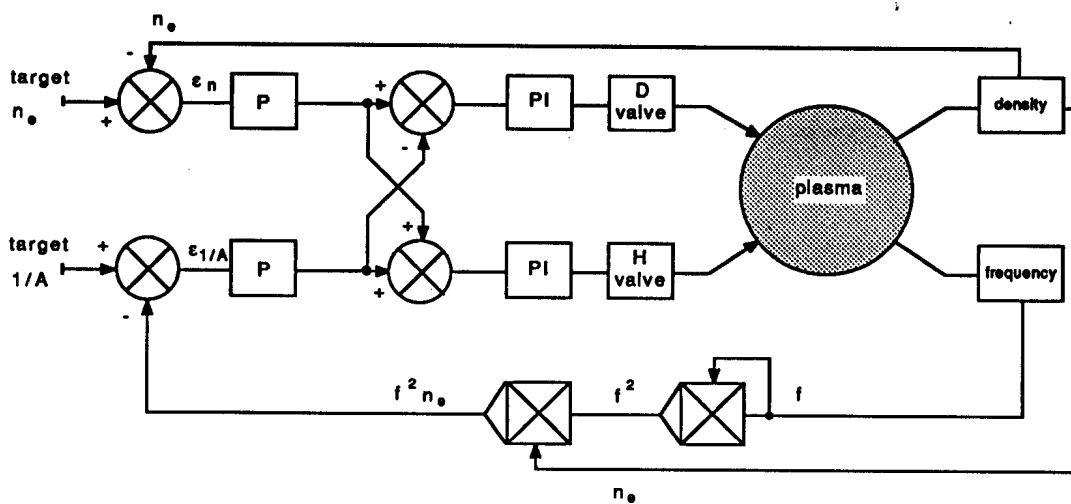 n e
-
target
n e
+
ε n
P
+
-
PI
D
valve
density
plasma
target
1/A
+
-
ε 1/A
P
+
+
PI
H
valve
frequency
f 2 n e
f 2
f
n e